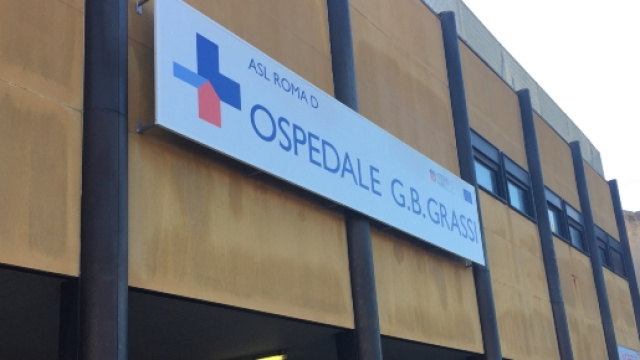 ASL ROMA D
OSPEDALE G.B.GRASSI